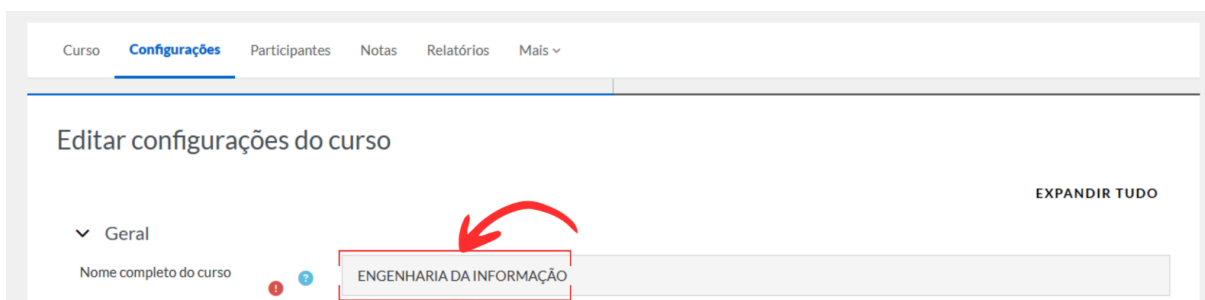 Curso Configurações Participantes Notas Relatórios Mais
Editar configurações do curso
EXPANDIR TUDO
Geral
Nome completo do curso ! ? ENGENHARIA DA INFORMAÇÃO